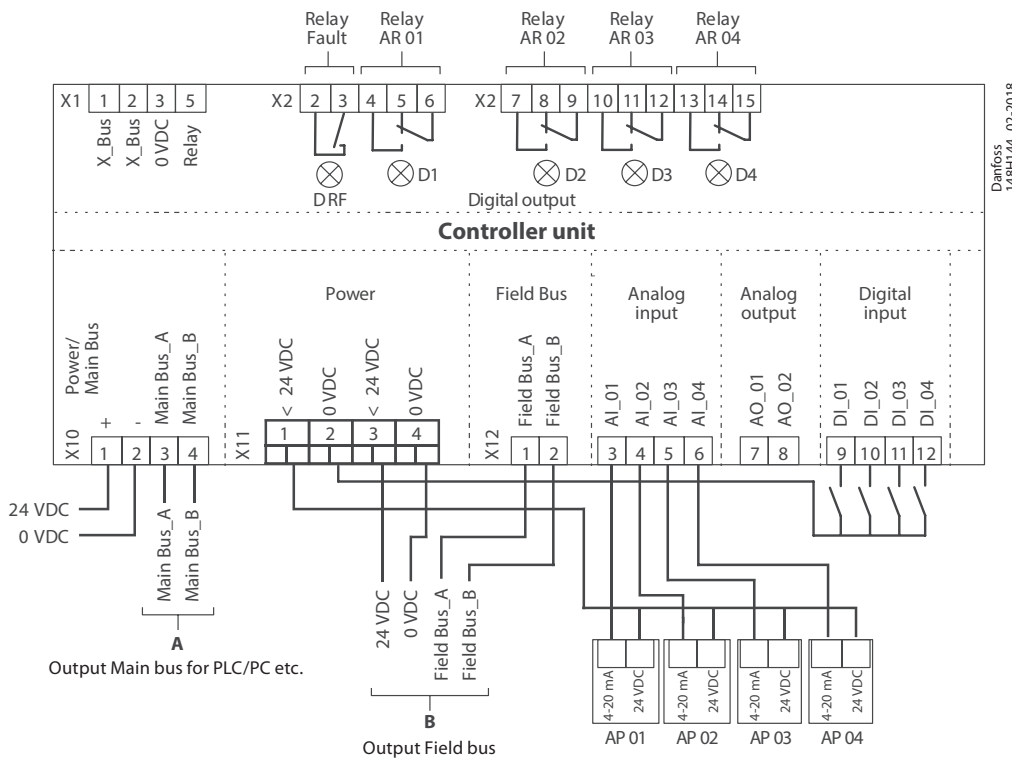 Relay Fault
Relay AR 01
Relay AR 02
Relay AR 03
Relay AR 04
X1 1 2 3 5
X_Bus
X_Bus
0 VDC
Relay
X2 2 3 4 5 6
X2 7 8 9 10 11 12 13 14 15
DRF
D1
D2
D3
D4
Digital output
Danfoss
148H144_02-2018
Controller unit
Power/
Main Bus
+
-
Main Bus_A
Main Bus_B
X10 1 2 3 4
Power
< 24 VDC
0 VDC
< 24 VDC
0 VDC
X11 1 2 3 4
Field Bus
Field Bus_A
Field Bus_B
X12 1 2
Analog
input
AI_01
AI_02
AI_03
AI_04
3 4 5 6
Analog
output
AO_01
AO_02
7 8
Digital
input
DI_01
DI_02
DI_03
DI_04
9 10 11 12
24 VDC
0 VDC
Main Bus_A
Main Bus_B
A
Output Main bus for PLC/PC etc.
24 VDC
0 VDC
Field Bus_A
Field Bus_B
B
Output Field bus
4-20 mA
24 VDC
AP 01
4-20 mA
24 VDC
AP 02
4-20 mA
24 VDC
AP 03
4-20 mA
24 VDC
AP 04